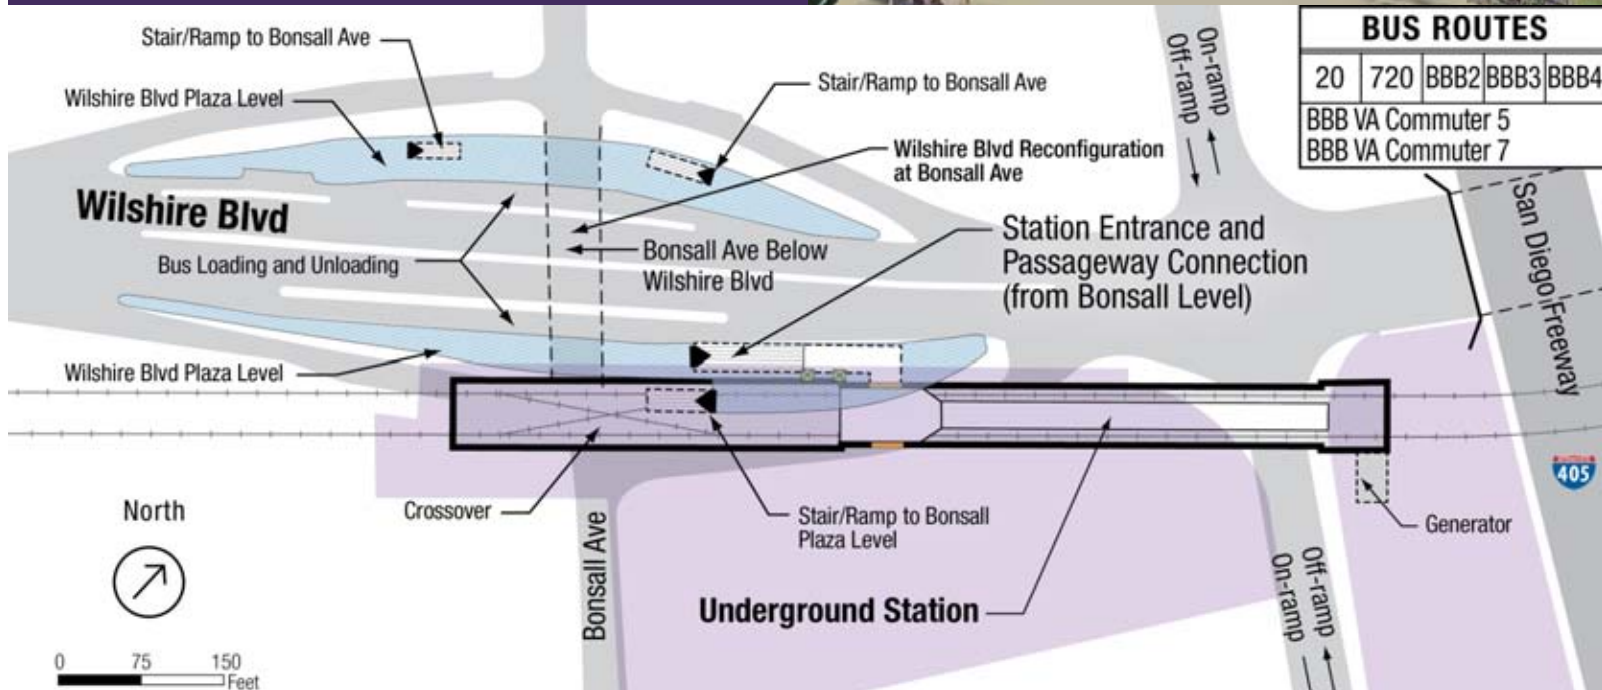 Stair/Ramp to Bonsall Ave
Wilshire Blvd Plaza Level
Stair/Ramp to Bonsall Ave
Wilshire Blvd Reconfiguration
at Bonsall Ave
On-ramp
Off-ramp
BUS ROUTES
20 720 BBB2 BBB3 BBB4
BBB VA Commuter 5
BBB VA Commuter 7
Wilshire Blvd
Bus Loading and Unloading
Bonsall Ave Below
Wilshire Blvd
Station Entrance and
Passageway Connection
(from Bonsall Level)
San Diego Freeway
Wilshire Blvd Plaza Level
405
North
Crossover
Bonsall Ave
Stair/Ramp to Bonsall
Plaza Level
Generator
Underground Station
Off-ramp
On-ramp
0 75 150
Feet